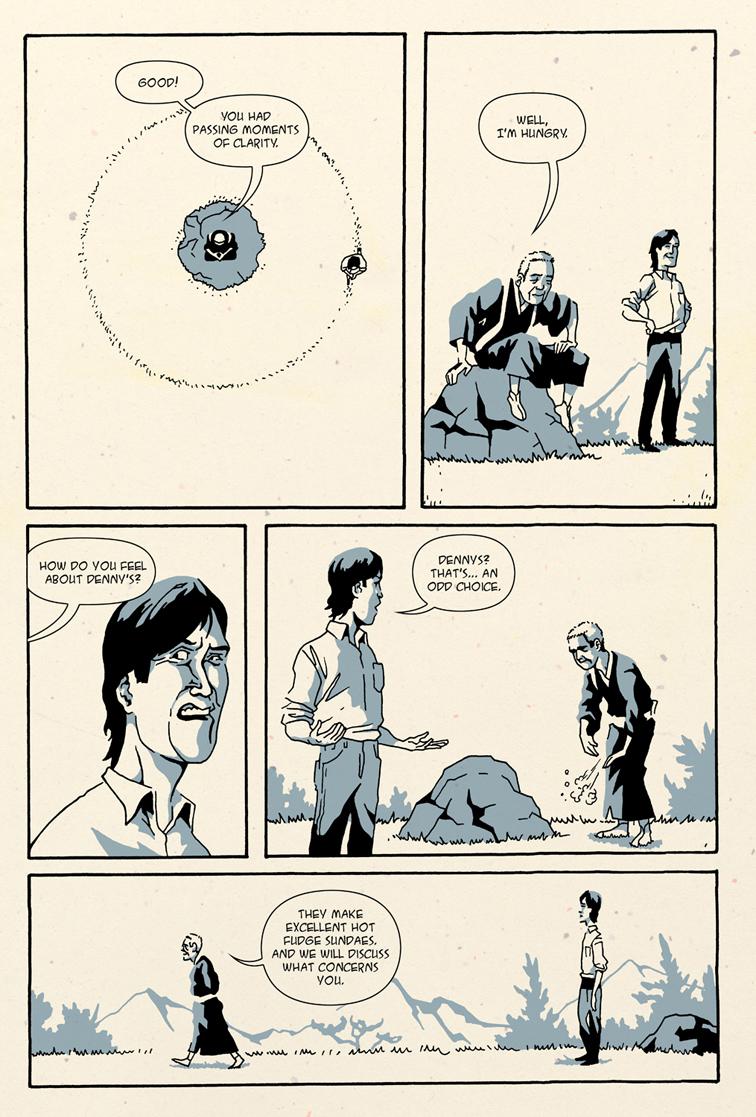 GOOD!
YOU HAD
PASSING MOMENTS
OF CLARITY.
WELL,
I'M HUNGRY.
HOW DO YOU FEEL
ABOUT DENNY'S?
DENNYS?
THAT'S... AN
ODD CHOICE.
THEY MAKE
EXCELLENT HOT
FUDGE SUNDAES.
AND WE WILL DISCUSS
WHAT CONCERNS
YOU.